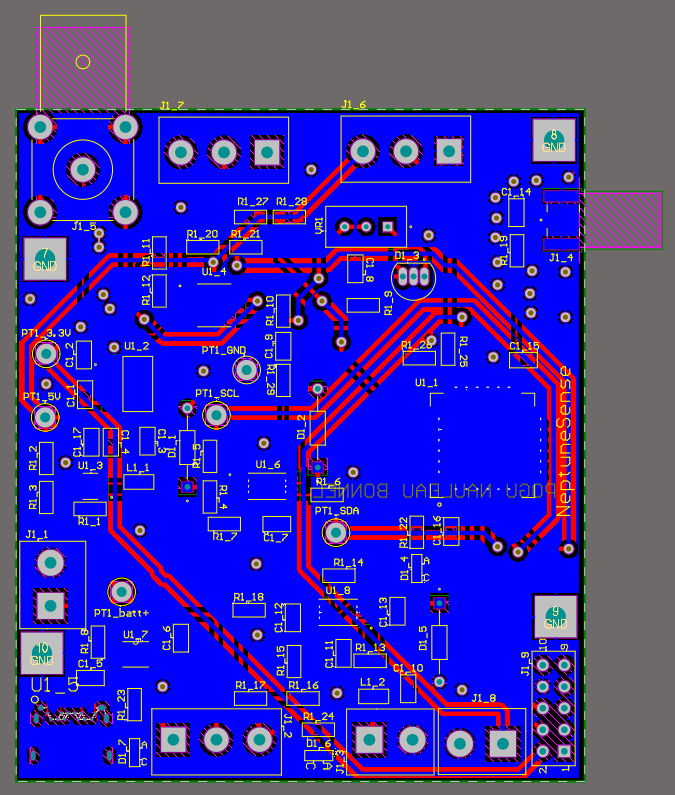 J1_7
J1_6
8
GND
C1_14
R1_27
R1_28
J1_5
VR1
R1_11
R1_20
R1_21
R1_19
J1_4
7
GND
U1_4
C1_8
D1_3
R1_12
R1_10
R1_9
PT1_3.3V
C1_2
U1_2
PT1_GND
C1_9
R1_25
C1_15
U1_1
PT1_5V
C1_1
PT1_SCL
R1_29
D1_2
NeptuneSense
R1_2
C1_17
C1_4
C1_3
D1_1
R1_5
U1_3
L1_1
U1_6
R1_6
POGU NAULEAU BONNEL
R1_3
R1_4
R1_1
R1_7
C1_7
PT1_SDA
R1_22
C1_16
J1_1
R1_14
D1_4
A
C
PT1_batt+
R1_18
C1_12
U1_8
C1_13
9
GND
10
GND
R1_8
U1_7
C1_6
D1_5
C1_5
R1_15
C1_11
R1_13
C1_10
J1_9
10
9
U1_5
R1_23
R1_17
R1_16
L1_2
J1_8
J1_2
R1_24
D1_7
D1_6
C
A
J1_3
2
1